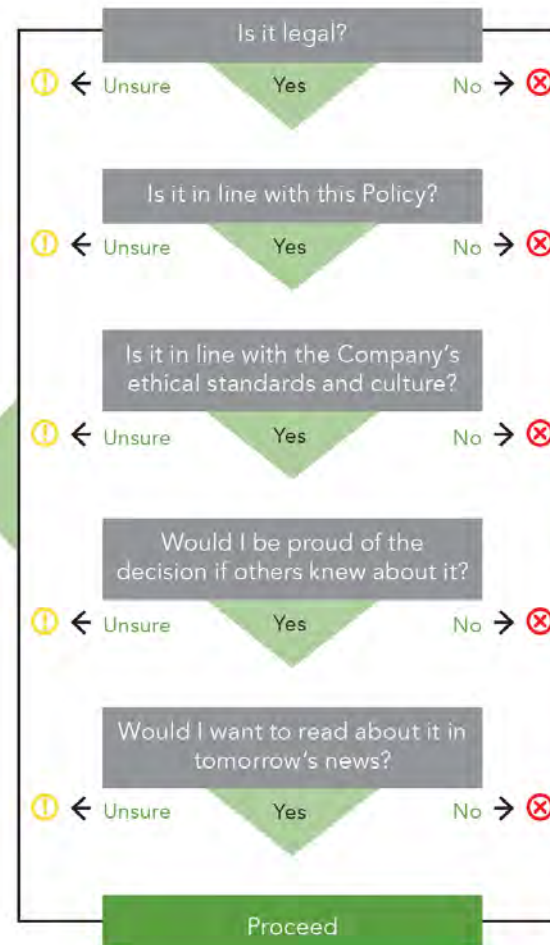 Is it legal?
Unsure Yes No
Is it in line with this Policy?
Unsure Yes No
Is it in line with the Company's
ethical standards and culture?
Unsure Yes No
Would I be proud of the
decision if others knew about it?
Unsure Yes No
Would I want to read about it in
tomorrow's news?
Unsure Yes No
Proceed